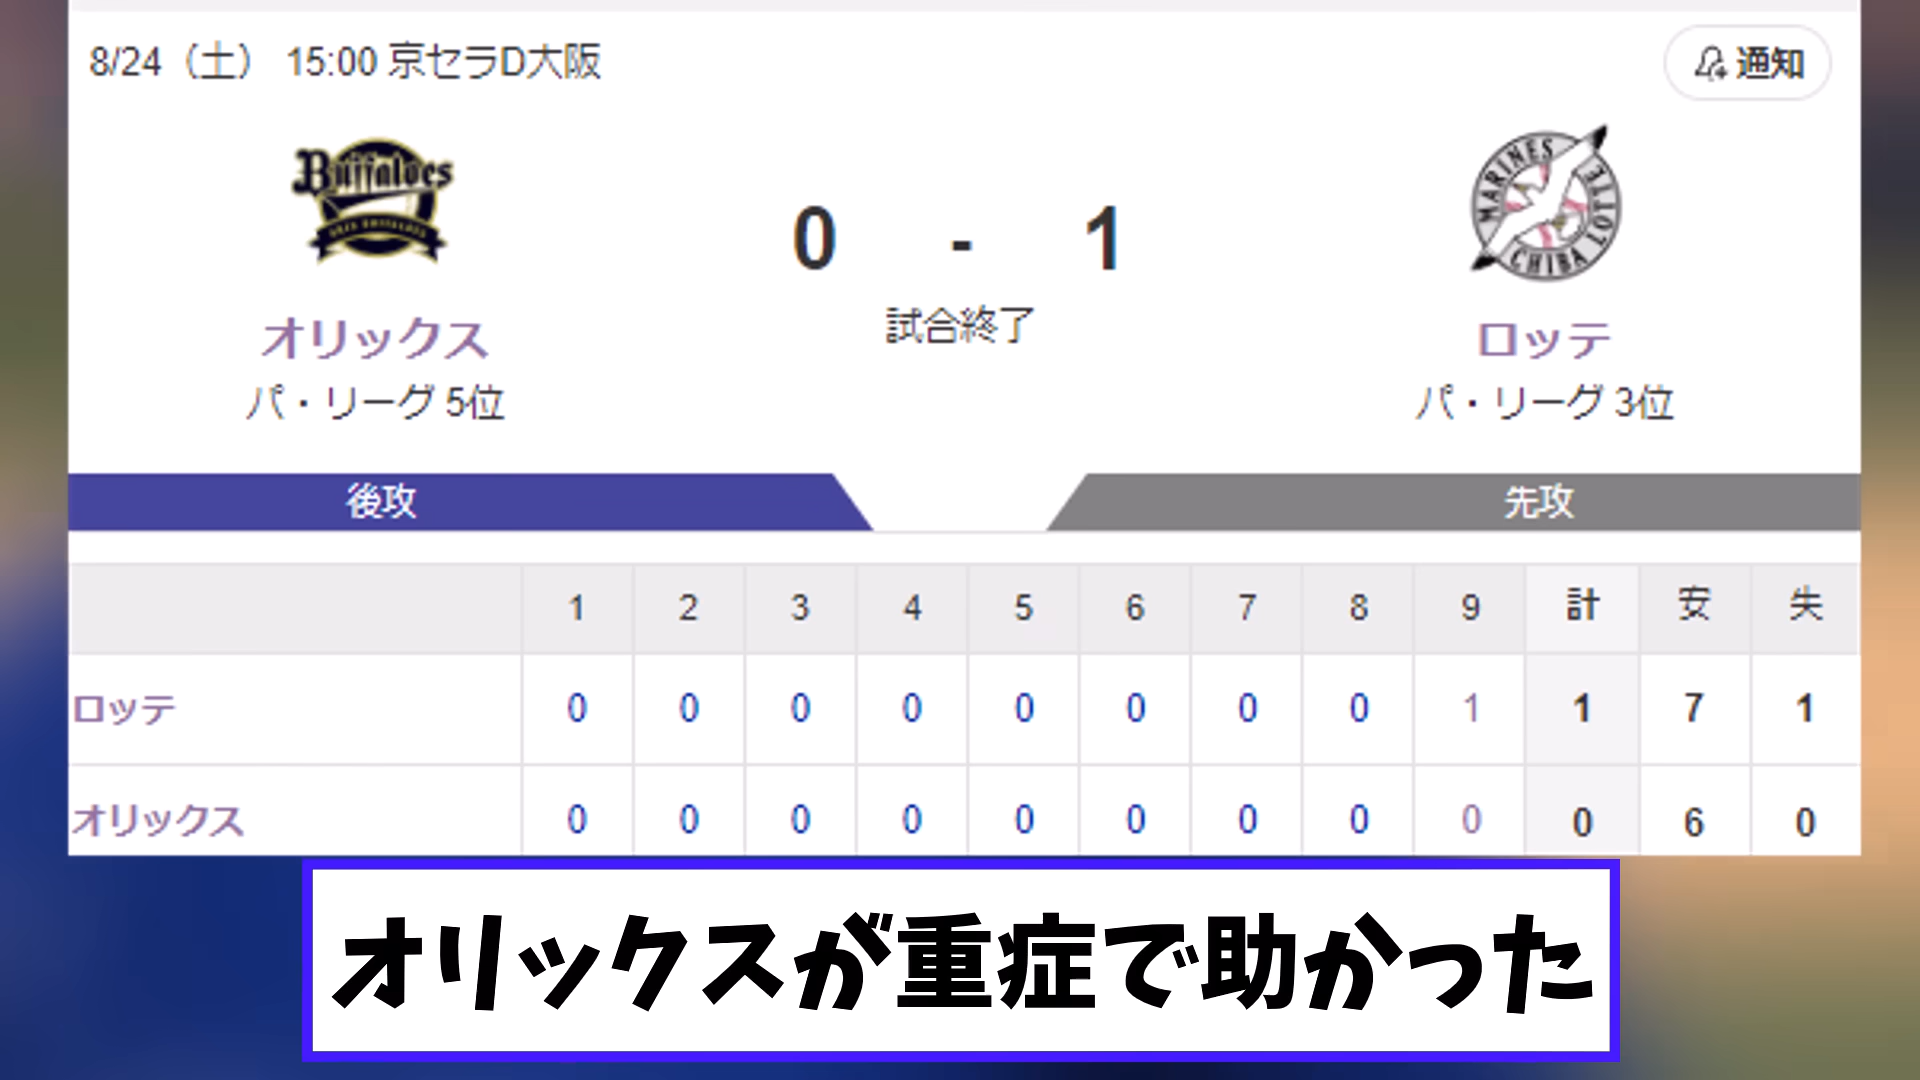 8/24（土） 15:00 京セラD大阪
通知
Buffaloes
MARINES
LOTTE
CHIBA
0 - 1
試合終了
オリックス
ロッテ
パ・リーグ 5位
パ・リーグ 3位
後攻
先攻
1 2 3 4 5 6 7 8 9 計 安 失
ロッテ 0 0 0 0 0 0 0 0 1 1 7 1
オリックス 0 0 0 0 0 0 0 0 0 0 6 0
オリックスが重症で助かった